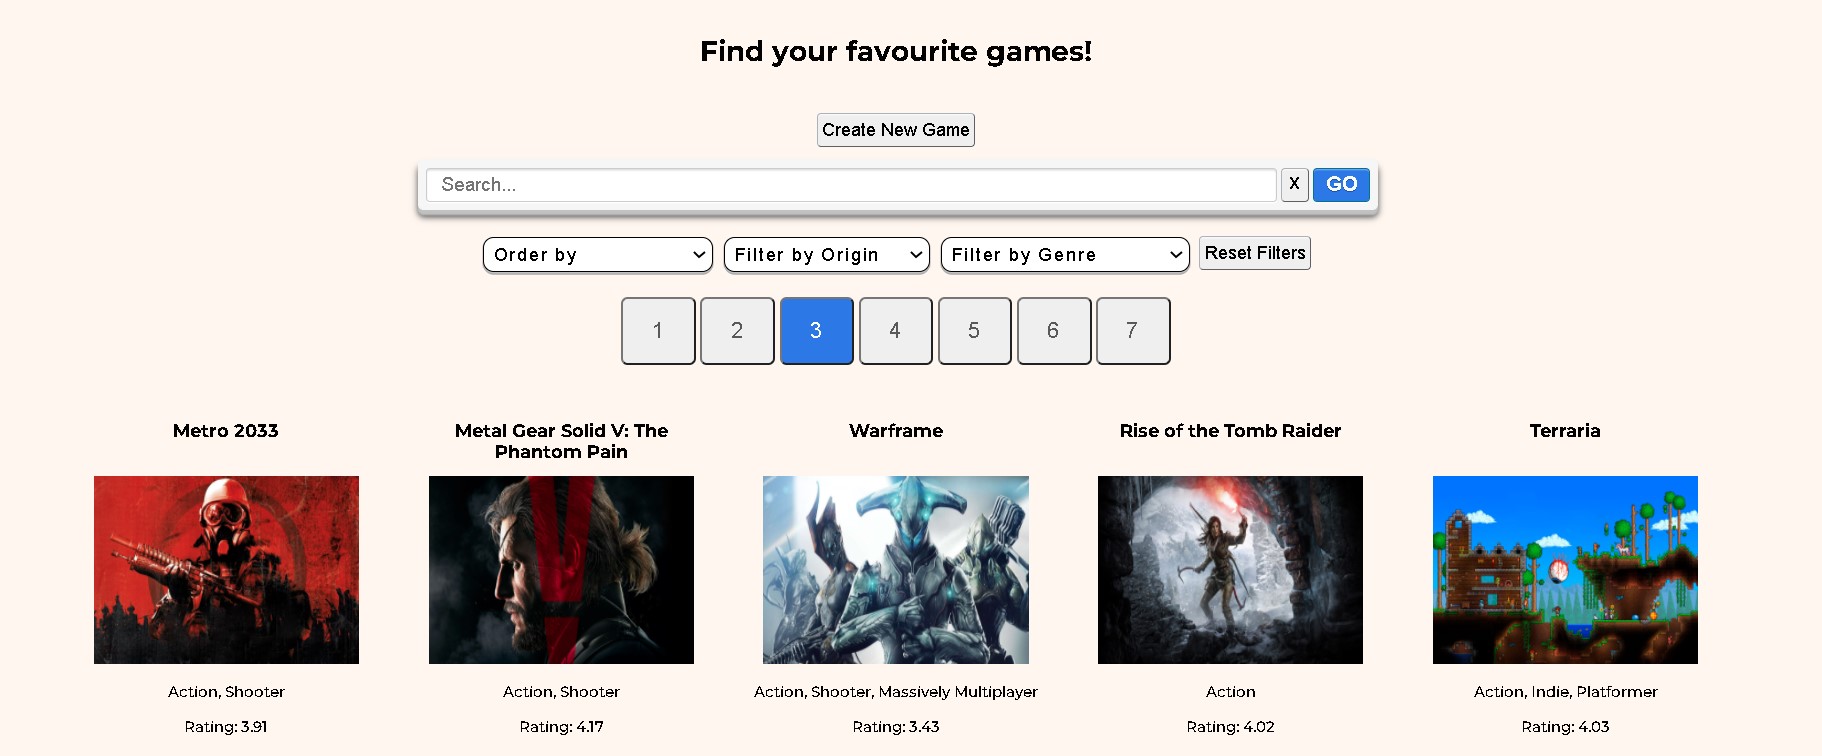 Find your favourite games!
Create New Game
Search...
X
GO
Order by
Filter by Origin
Filter by Genre
Reset Filters
1
2
3
4
5
6
7
Metro 2033
Metal Gear Solid V: The
Phantom Pain
Warframe
Rise of the Tomb Raider
Terraria
Action, Shooter
Action, Shooter
Action, Shooter, Massively Multiplayer
Action
Action, Indie, Platformer
Rating: 3.91
Rating: 4.17
Rating: 3.43
Rating: 4.02
Rating: 4.03